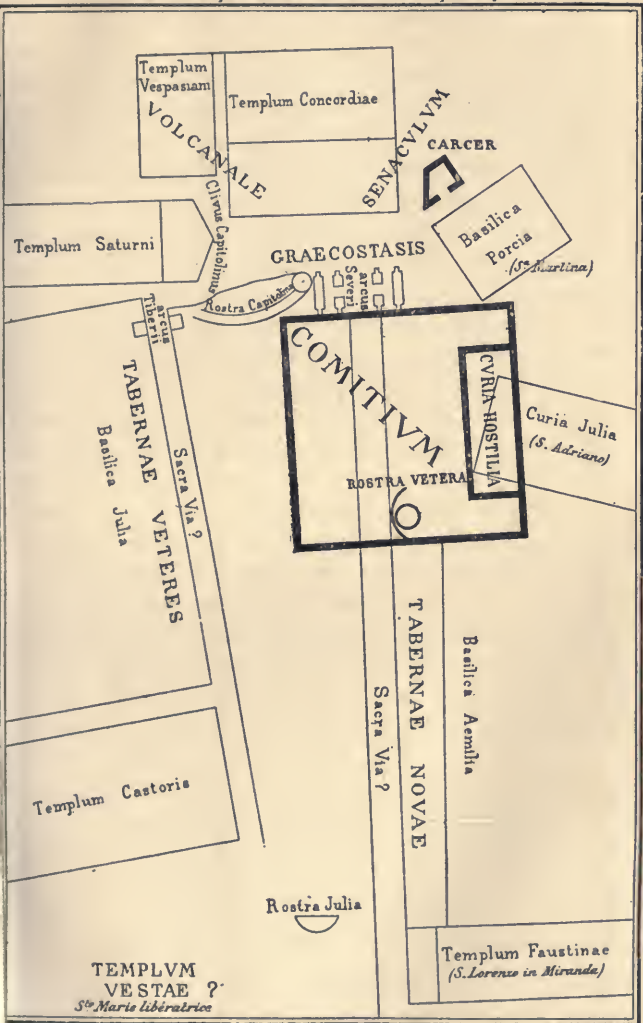 Templum
Vespasiani
Templum Concordiae
VOLCANALE
SENACVLVM
CARCER
Clivus Capitolinus
Basilica
Porcia
(Sta Martina)
Templum Saturni
GRAECOSTASIS
arcus
Severi
Rostra Capitolina
arcus
Tiberii
COMITIVM
CVRIA HOSTILIA
Curia Julia
(S. Adriano)
ROSTRA VETERA
TABERNAE VETERES
Basilica Julia
Sacra Via ?
TABERNAE NOVAE
Basilica Aemilia
Sacra Via ?
Templum Castoris
Rostra Julia
Templum Faustinae
(S. Lorenzo in Miranda)
TEMPLVM
VESTAE ?
Ste Marie libératrice